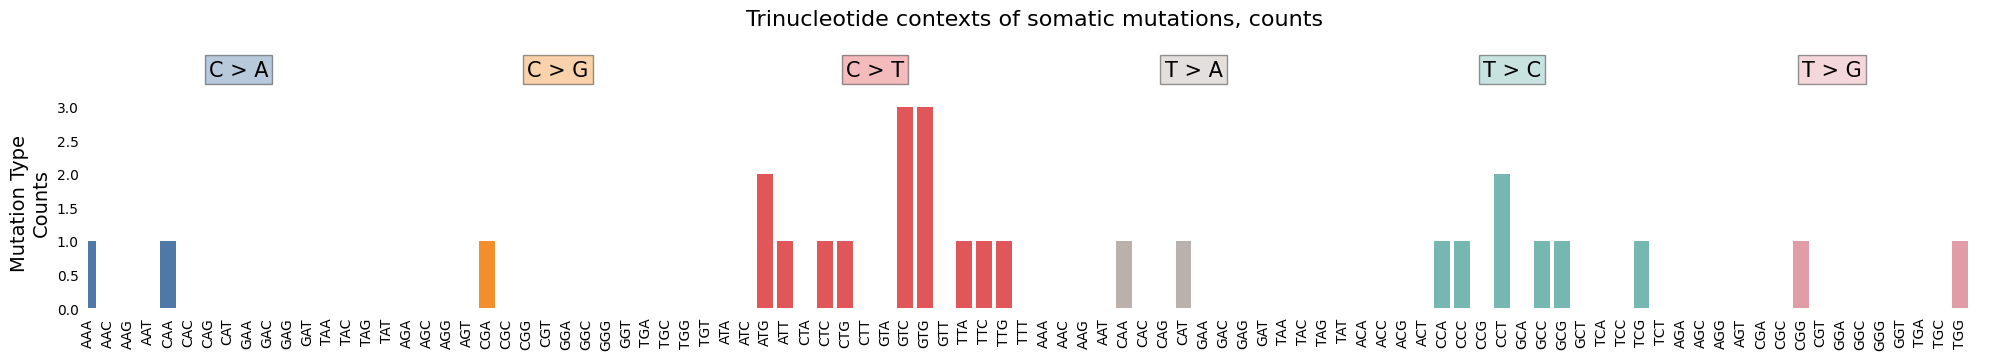 Trinucleotide contexts of somatic mutations, counts
C > A
C > G
C > T
T > A
T > C
T > G
Mutation Type
Counts
3.0
2.5
2.0
1.5
1.0
0.5
0.0
AAA
AAC
AAG
AAT
CAA
CAC
CAG
CAT
GAA
GAC
GAG
GAT
TAA
TAC
TAG
TAT
AGA
AGC
AGG
AGT
CGA
CGC
CGG
CGT
GGA
GGC
GGG
GGT
TGA
TGC
TGG
TGT
ATA
ATC
ATG
ATT
CTA
CTC
CTG
CTT
GTA
GTC
GTG
GTT
TTA
TTC
TTG
TTT
AAA
AAC
AAG
AAT
CAA
CAC
CAG
CAT
GAA
GAC
GAG
GAT
TAA
TAC
TAG
TAT
ACA
ACC
ACG
ACT
CCA
CCC
CCG
CCT
GCA
GCC
GCG
GCT
TCA
TCC
TCG
TCT
AGA
AGC
AGG
AGT
CGA
CGC
CGG
CGT
GGA
GGC
GGG
GGT
TGA
TGC
TGG